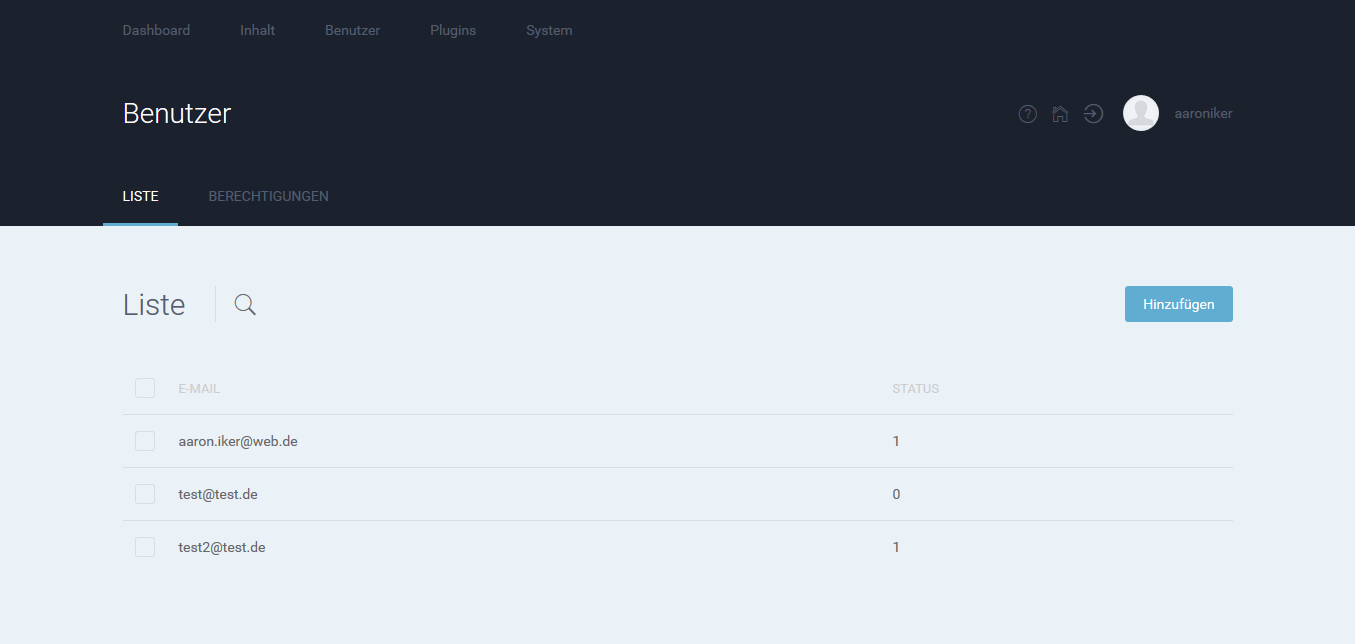 Dashboard Inhalt Benutzer Plugins System
Benutzer
? aaroniker
LISTE BERECHTIGUNGEN
Liste
Hinzufügen
E-MAIL STATUS
aaron.iker@web.de 1
test@test.de 0
test2@test.de 1